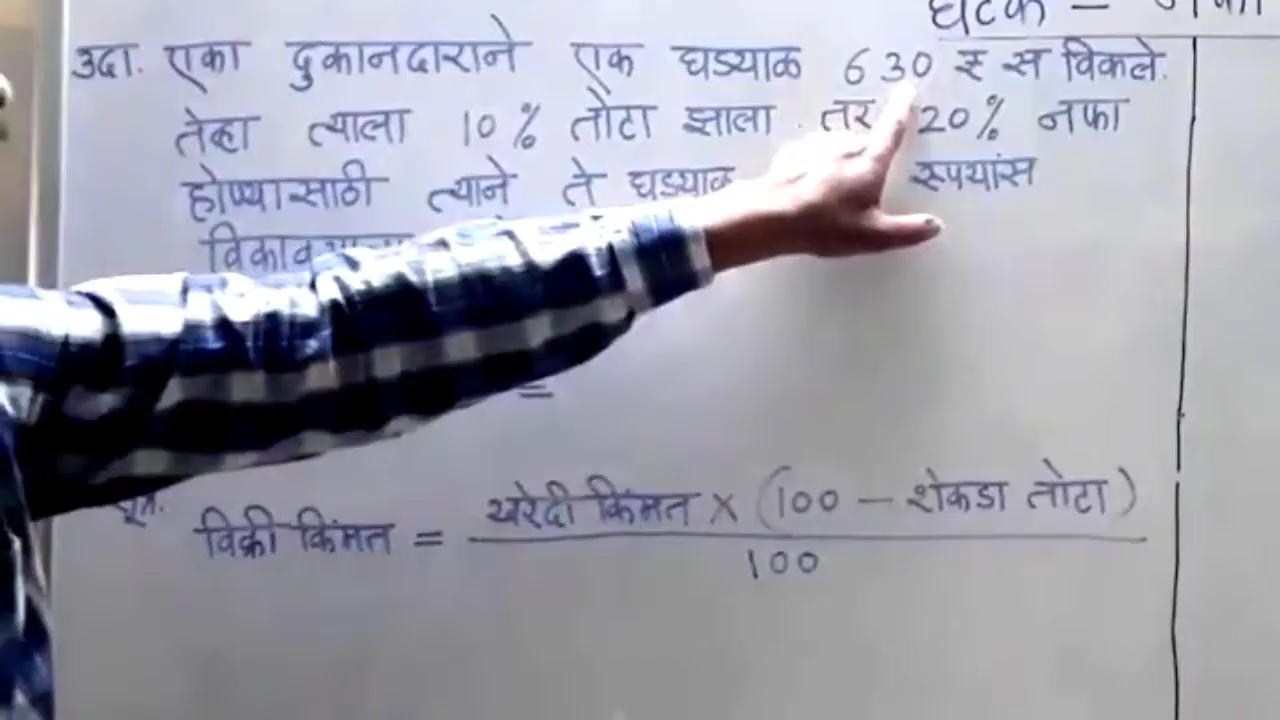 घटक –
उदा. एका दुकानदाराने एक घड्याळ 630 ₹ स विकले.
तेव्हा त्याला 10% तोटा झाला. तर 20% नफा
होण्यासाठी त्याने ते घड्याळ रुपयांस
=
सूत्र.
विक्री किंमत = खरेदी किंमत × (100 – शेकडा तोटा)
100